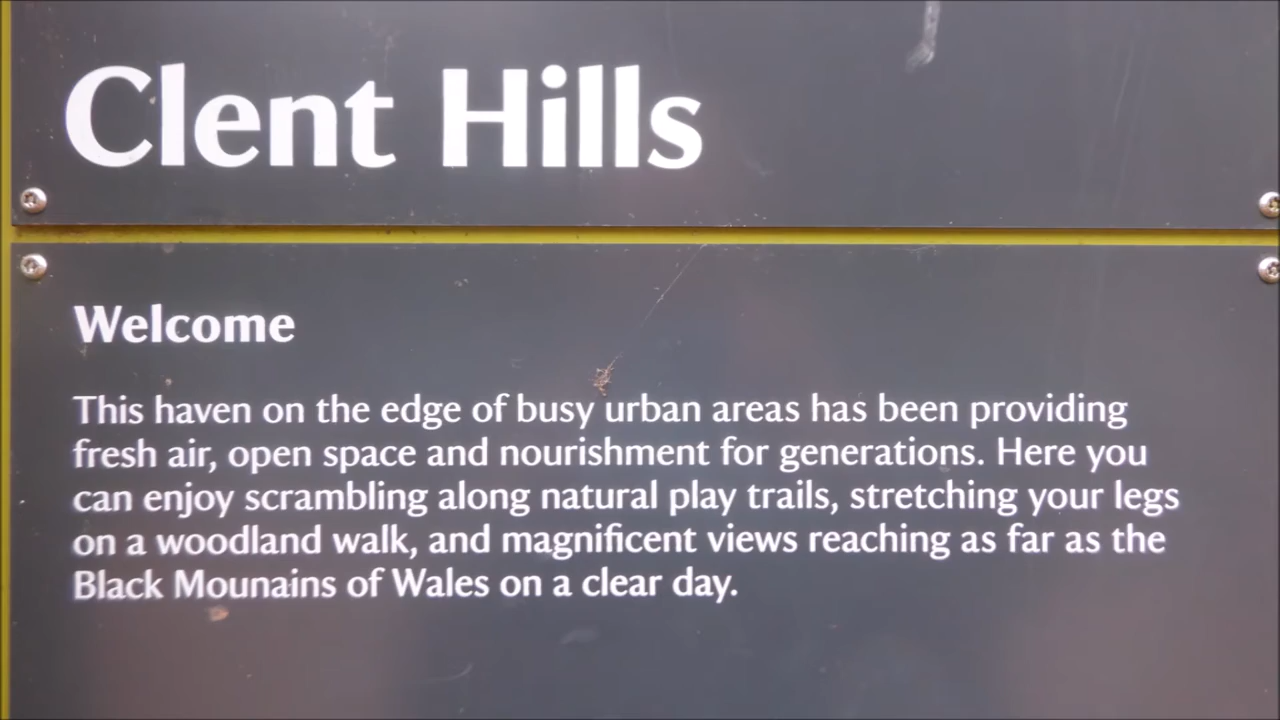 Clent Hills
Welcome
This haven on the edge of busy urban areas has been providing
fresh air, open space and nourishment for generations. Here you
can enjoy scrambling along natural play trails, stretching your legs
on a woodland walk, and magnificent views reaching as far as the
Black Mounains of Wales on a clear day.